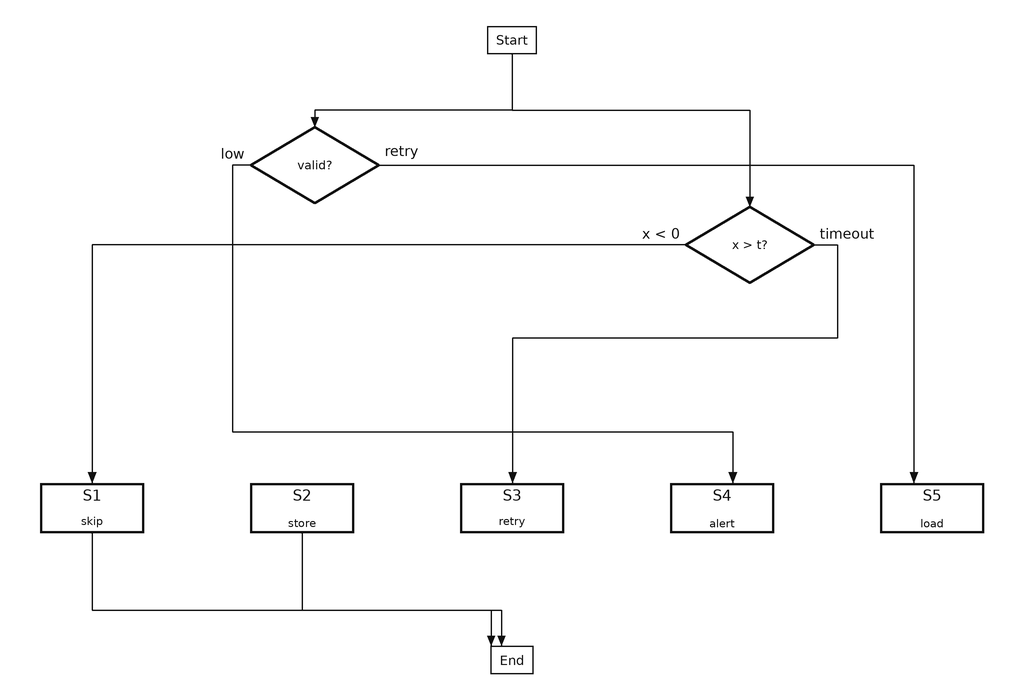 Start
low
valid?
retry
x < 0
x > t?
timeout
S1
skip
S2
store
S3
retry
S4
alert
S5
load
End